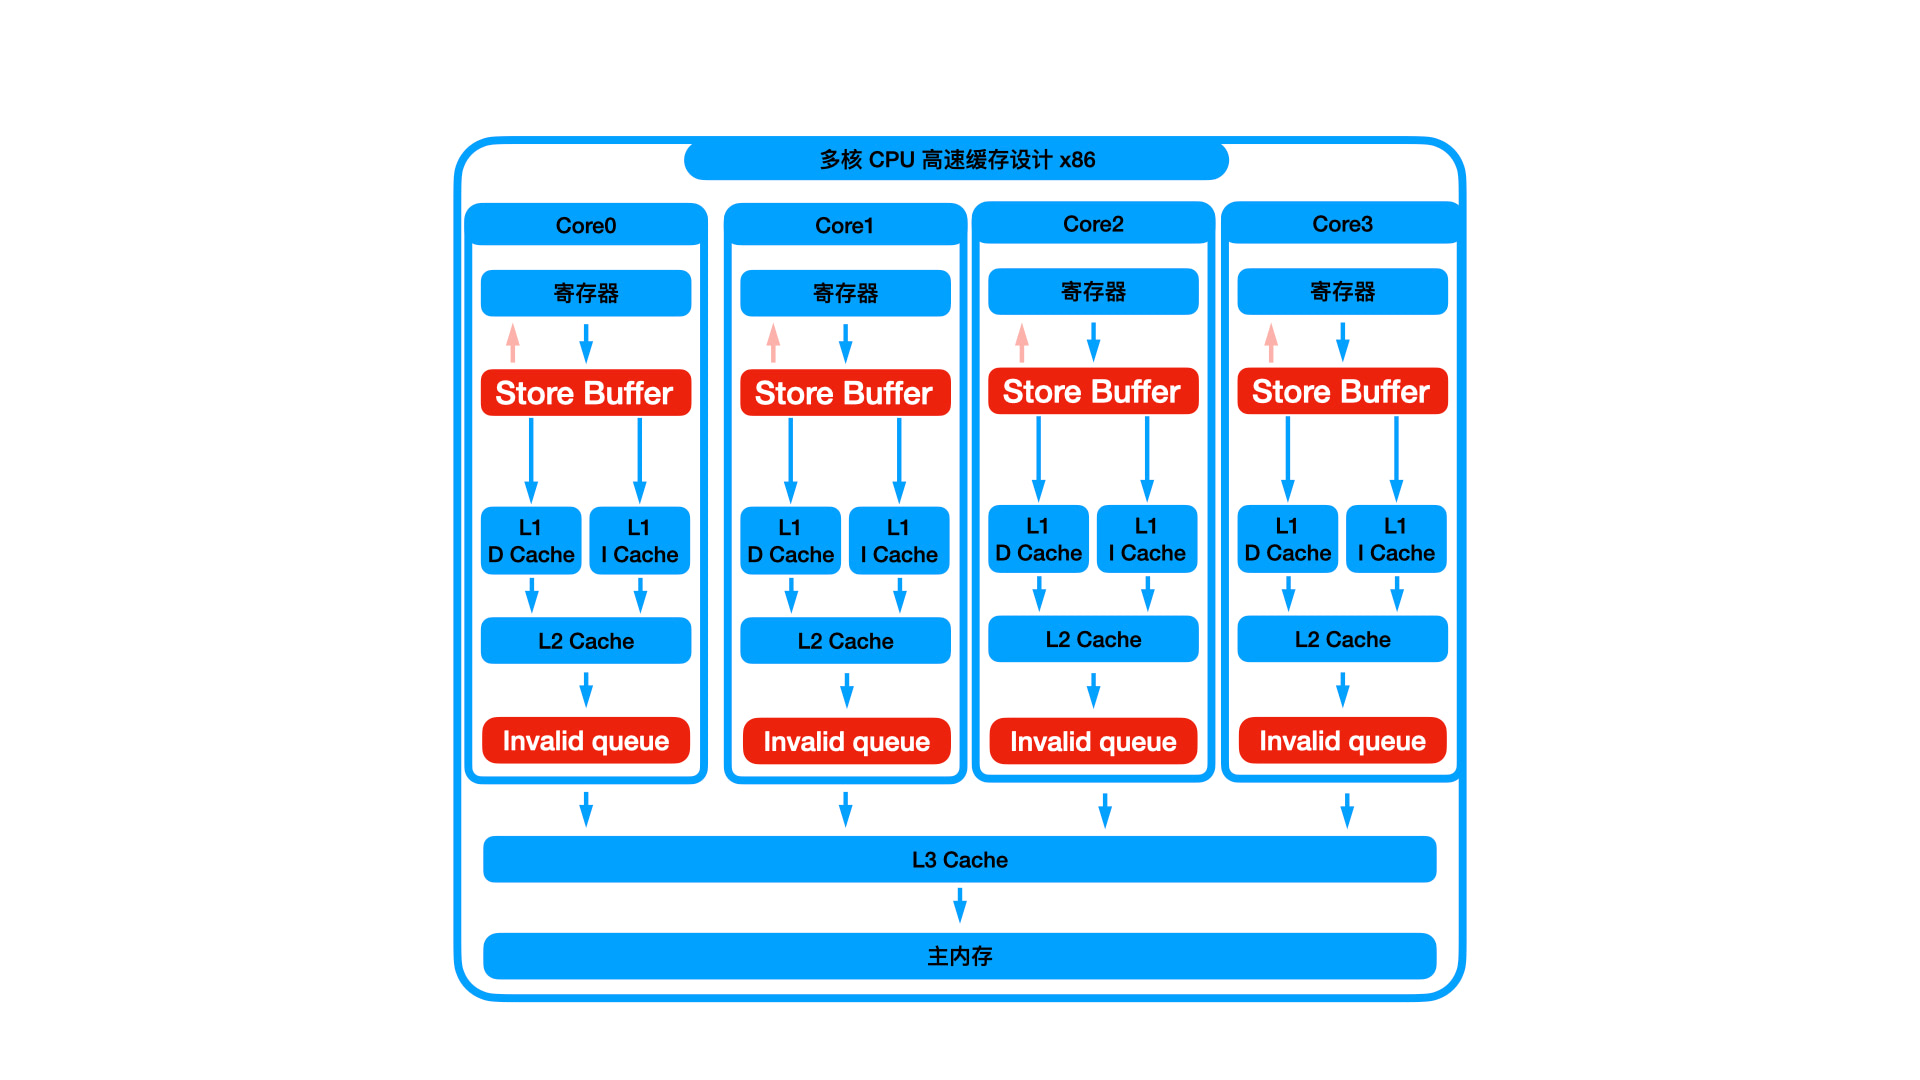 多核 CPU 高速缓存设计 x86
Core0
寄存器
Store Buffer
L1
D Cache
L1
I Cache
L2 Cache
Invalid queue
Core1
寄存器
Store Buffer
L1
D Cache
L1
I Cache
L2 Cache
Invalid queue
Core2
寄存器
Store Buffer
L1
D Cache
L1
I Cache
L2 Cache
Invalid queue
Core3
寄存器
Store Buffer
L1
D Cache
L1
I Cache
L2 Cache
Invalid queue
L3 Cache
主内存